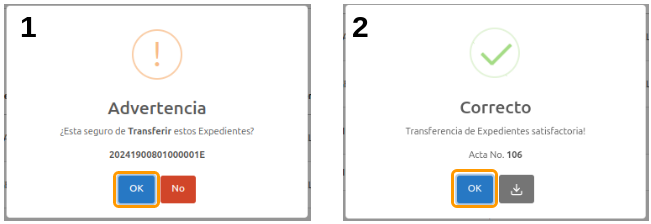 1
Advertencia
¿Esta seguro de Transferir estos Expedientes?
20241900801000001E
OK No
2
Correcto
Transferencia de Expedientes satisfactoria!
Acta No. 106
OK